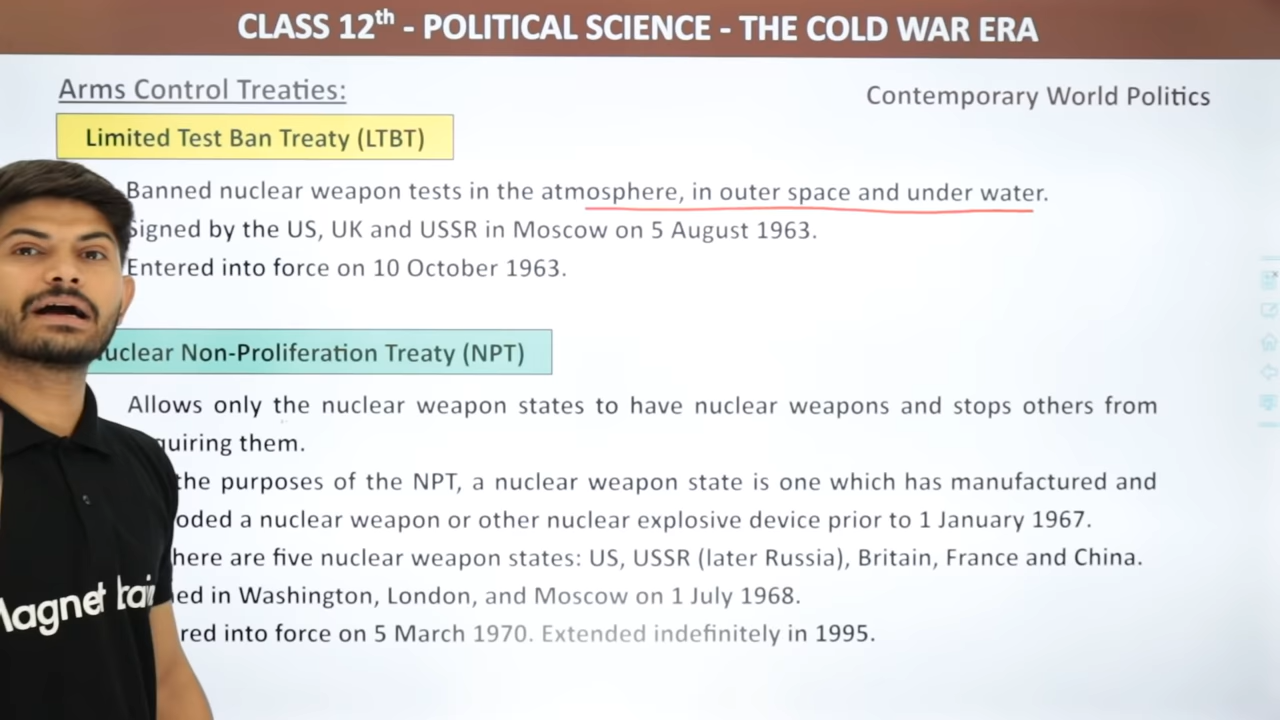 CLASS 12th - POLITICAL SCIENCE - THE COLD WAR ERA
Arms Control Treaties:
Contemporary World Politics
Limited Test Ban Treaty (LTBT)
Banned nuclear weapon tests in the atmosphere, in outer space and under water.
Signed by the US, UK and USSR in Moscow on 5 August 1963.
Entered into force on 10 October 1963.
Nuclear Non-Proliferation Treaty (NPT)
Allows only the nuclear weapon states to have nuclear weapons and stops others from
quiring them.
the purposes of the NPT, a nuclear weapon state is one which has manufactured and
oded a nuclear weapon or other nuclear explosive device prior to 1 January 1967.
here are five nuclear weapon states: US, USSR (later Russia), Britain, France and China.
ed in Washington, London, and Moscow on 1 July 1968.
red into force on 5 March 1970. Extended indefinitely in 1995.
Magnet brain